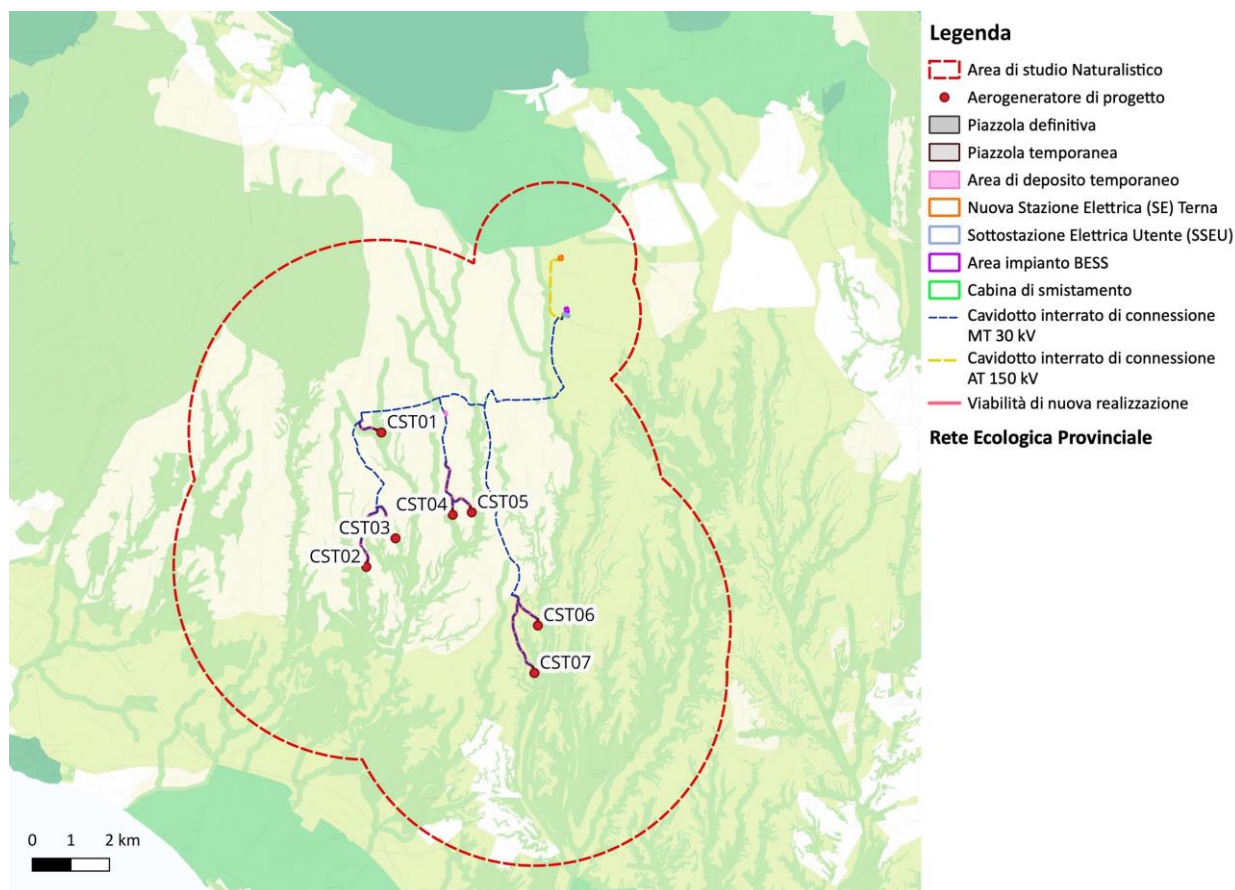 Legenda
Area di studio Naturalistico
Aerogeneratore di progetto
Piazzola definitiva
Piazzola temporanea
Area di deposito temporaneo
Nuova Stazione Elettrica (SE) Terna
Sottostazione Elettrica Utente (SSEU)
Area impianto BESS
Cabina di smistamento
Cavidotto interrato di connessione
MT 30 kV
Cavidotto interrato di connessione
AT 150 kV
Viabilità di nuova realizzazione
Rete Ecologica Provinciale
CST01
CST04
CST05
CST03
CST02
CST06
CST07
0 1 2 km